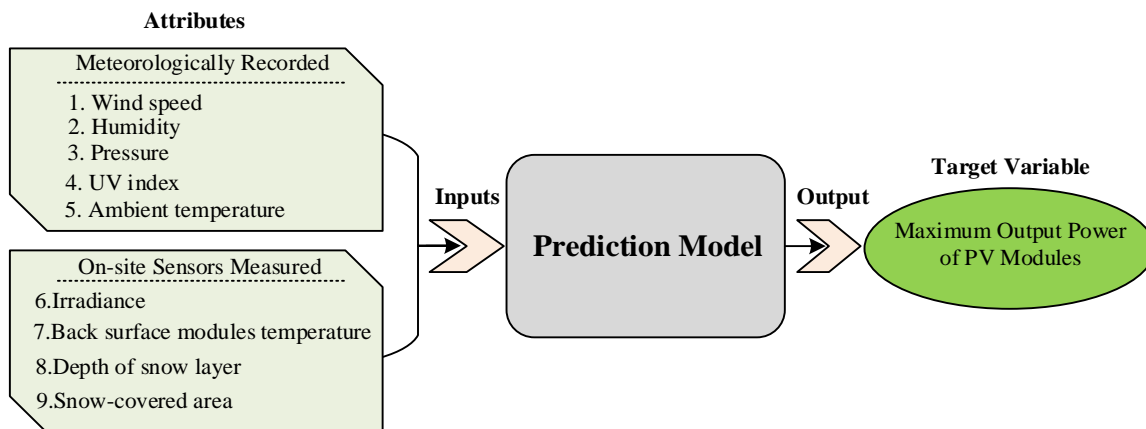 Attributes
Meteorologically Recorded
1. Wind speed
2. Humidity
3. Pressure
4. UV index
5. Ambient temperature
On-site Sensors Measured
6.Irradiance
7.Back surface modules temperature
8.Depth of snow layer
9.Snow-covered area
Inputs
Prediction Model
Output
Target Variable
Maximum Output Power
of PV Modules